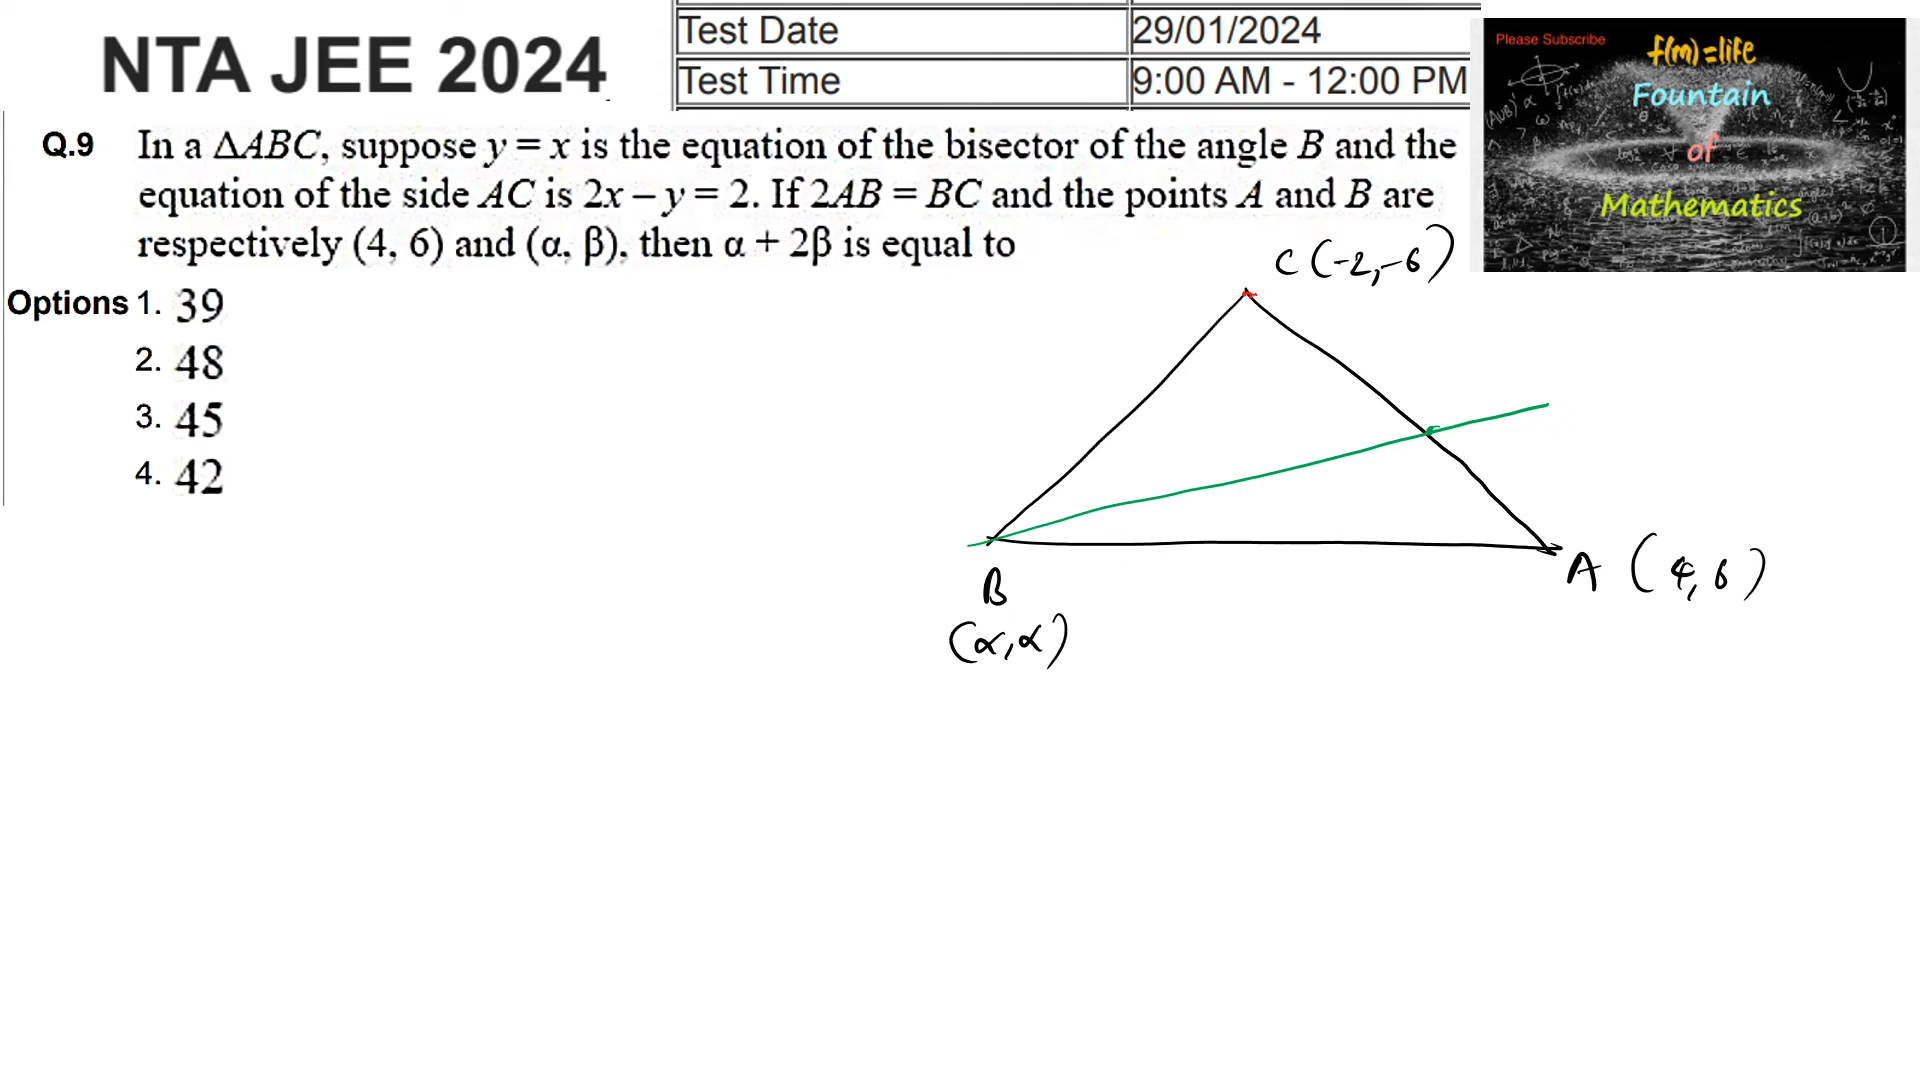 NTA JEE 2024
Test Date 29/01/2024
Test Time 9:00 AM - 12:00 PM
Please Subscribe
f(m)=life
Fountain
of
Mathematics
Q.9 In a ΔABC, suppose y = x is the equation of the bisector of the angle B and the
equation of the side AC is 2x – y = 2. If 2AB = BC and the points A and B are
respectively (4, 6) and (α, β), then α + 2β is equal to
Options 1. 39
2. 48
3. 45
4. 42
C (-2,-6)
A (4,6)
B
(α,α)